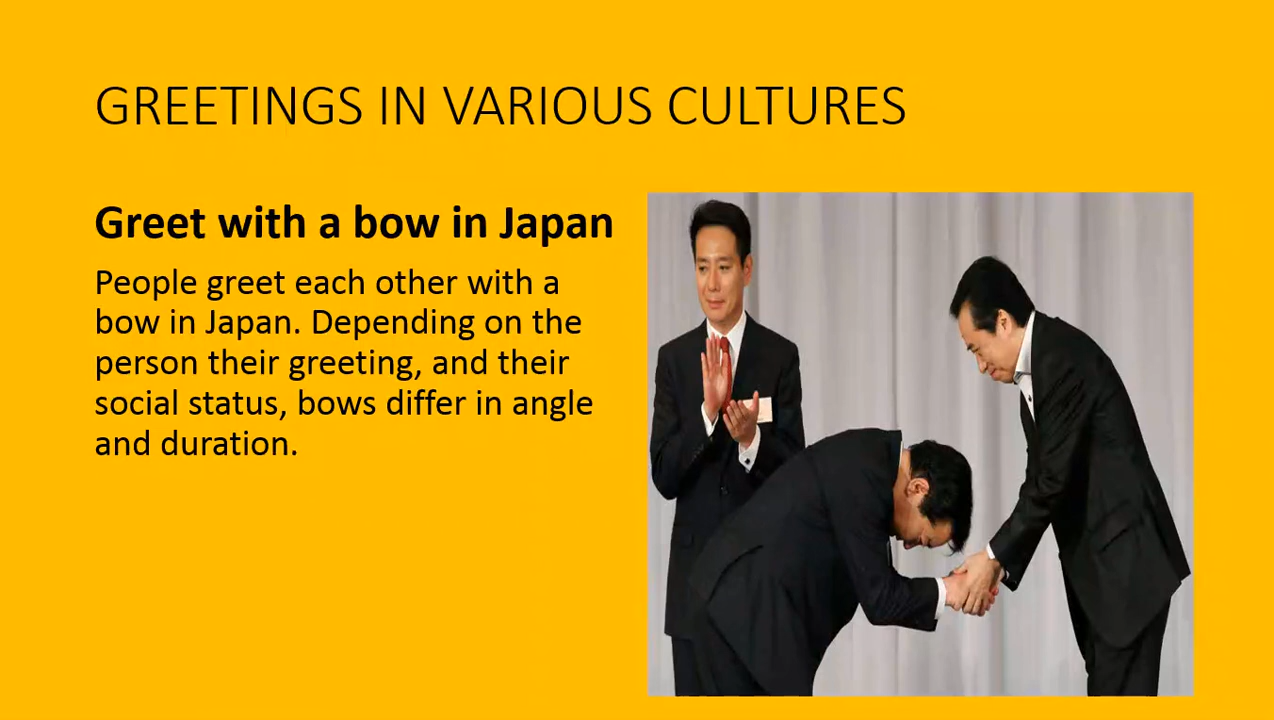 GREETINGS IN VARIOUS CULTURES
Greet with a bow in Japan
People greet each other with a
bow in Japan. Depending on the
person their greeting, and their
social status, bows differ in angle
and duration.